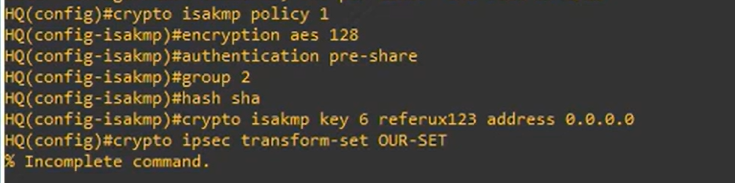 HQ(config)#crypto isakmp policy 1
HQ(config-isakmp)#encryption aes 128
HQ(config-isakmp)#authentication pre-share
HQ(config-isakmp)#group 2
HQ(config-isakmp)#hash sha
HQ(config-isakmp)#crypto isakmp key 6 referux123 address 0.0.0.0
HQ(config)#crypto ipsec transform-set OUR-SET
% Incomplete command.